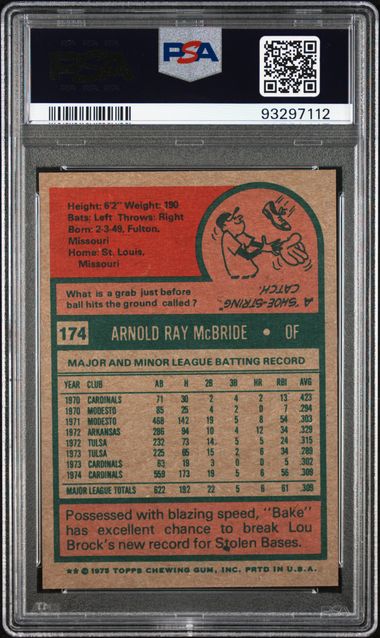 PSA
PSA
93297112
Height: 6'2" Weight: 190
Bats: Left Throws: Right
Born: 2-3-49, Fulton,
Missouri
Home: St. Louis,
Missouri
A "SHOE-STRING"
CATCH.
What is a grab just before
ball hits the ground called?
174 ARNOLD RAY McBRIDE • OF
MAJOR AND MINOR LEAGUE BATTING RECORD
YEAR CLUB AB H 2B 3B HR RBI AVG
1970 CARDINALS 71 30 2 4 2 13 .423
1970 MODESTO 85 25 4 2 0 7 .294
1971 MODESTO 468 142 15 8 54 .303
1972 ARKANSAS 286 94 10 4 12 34 .329
1972 TULSA 232 73 14 5 5 24 .315
1973 TULSA 225 65 15 2 6 34 .289
1973 CARDINALS 63 19 3 0 0 5 .302
1974 CARDINALS 559 173 19 5 6 56 .309
MAJOR LEAGUE TOTALS 622 192 22 5 6 61 .309
Possessed with blazing speed, "Bake"
has excellent chance to break Lou
Brock's new record for Stolen Bases.
** © 1975 TOPPS CHEWING GUM, INC. PRTD IN U.S.A.